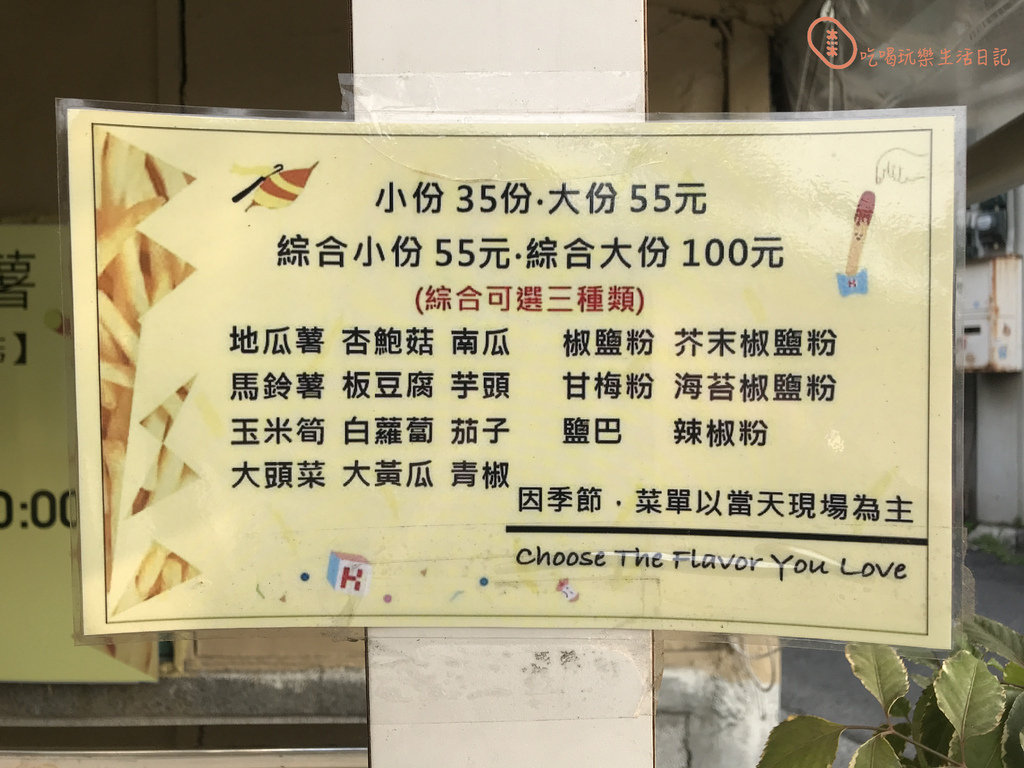 吃喝玩樂生活日記
小份 35份·大份 55元
綜合小份 55元·綜合大份 100元
(綜合可選三種類)
地瓜薯 杏鮑菇 南瓜 椒鹽粉 芥末椒鹽粉
馬鈴薯 板豆腐 芋頭 甘梅粉 海苔椒鹽粉
玉米筍 白蘿蔔 茄子 鹽巴 辣椒粉
大頭菜 大黃瓜 青椒
因季節·菜單以當天現場為主
Choose The Flavor You Love
薯
】
0:00
H